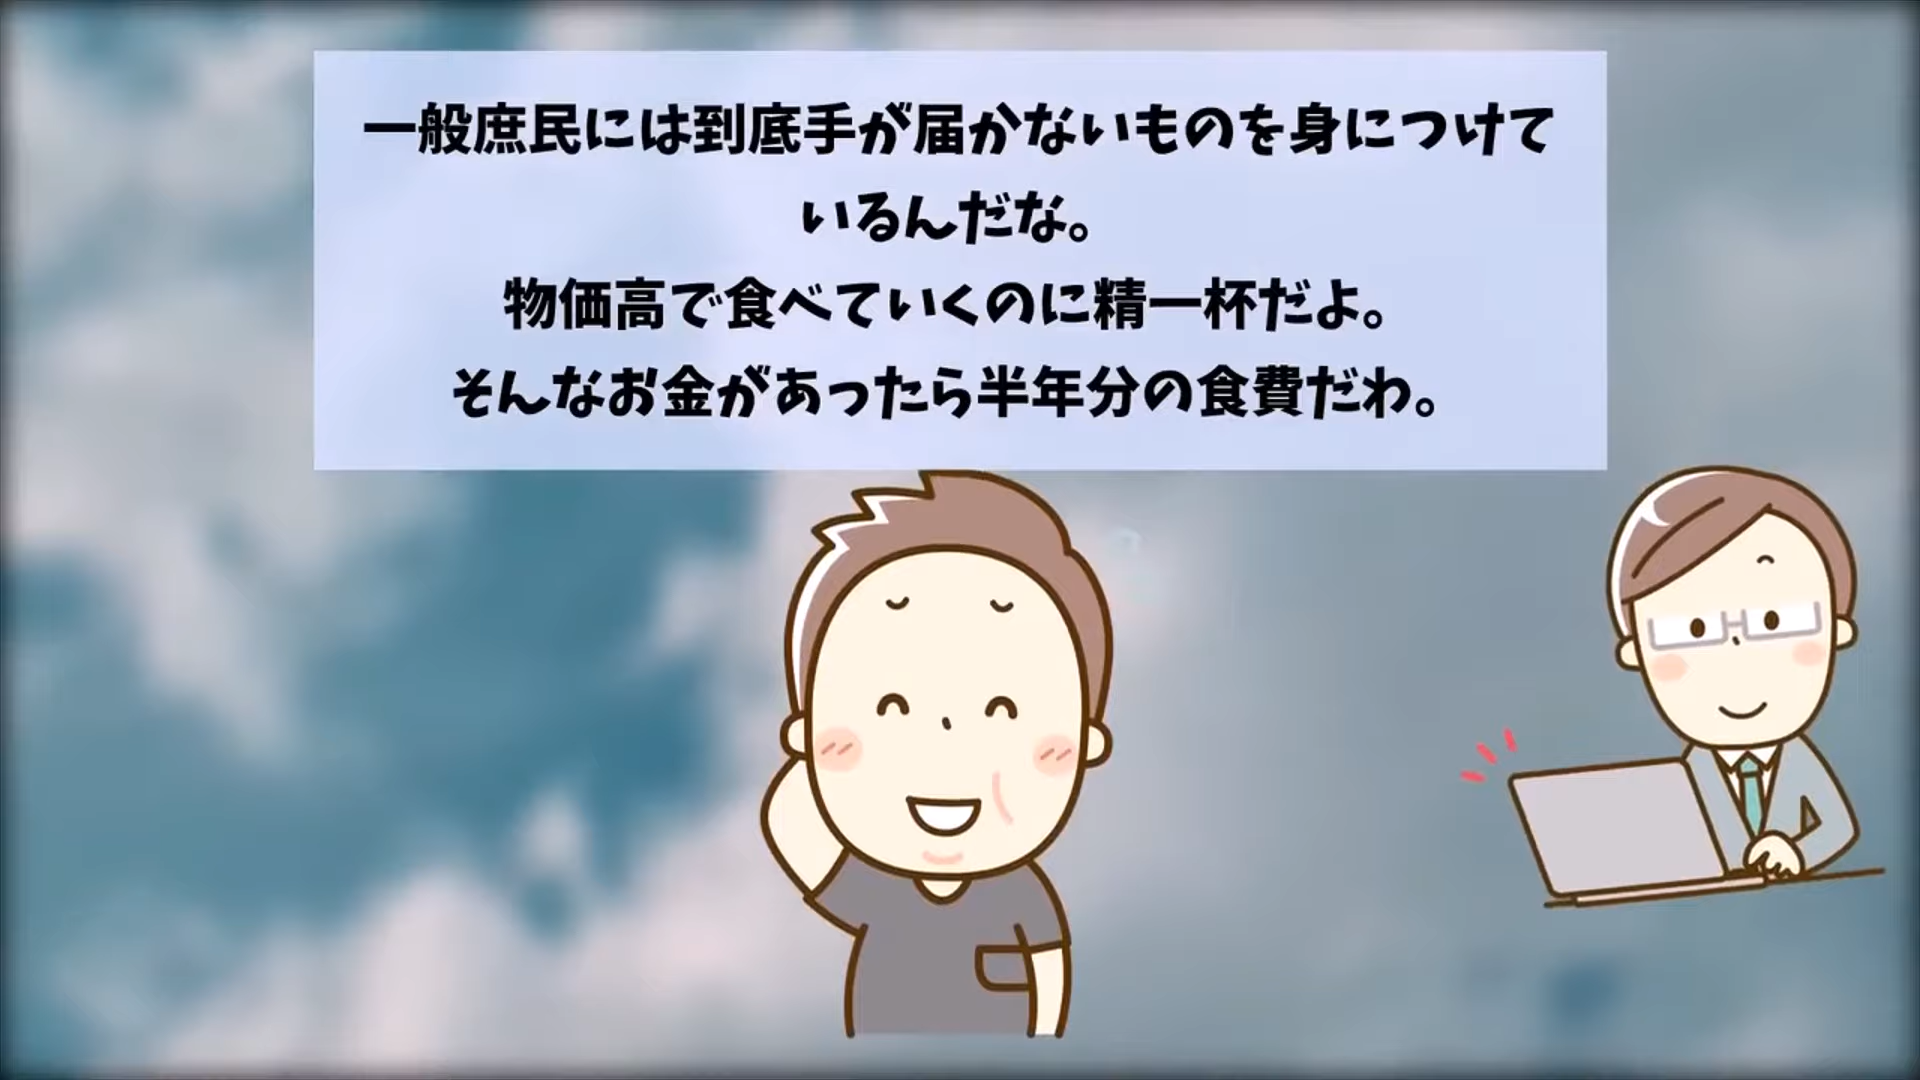 一般庶民には到底手が届かないものを身につけて
いるんだな。
物価高で食べていくのに精一杯だよ。
そんなお金があったら半年分の食費だわ。